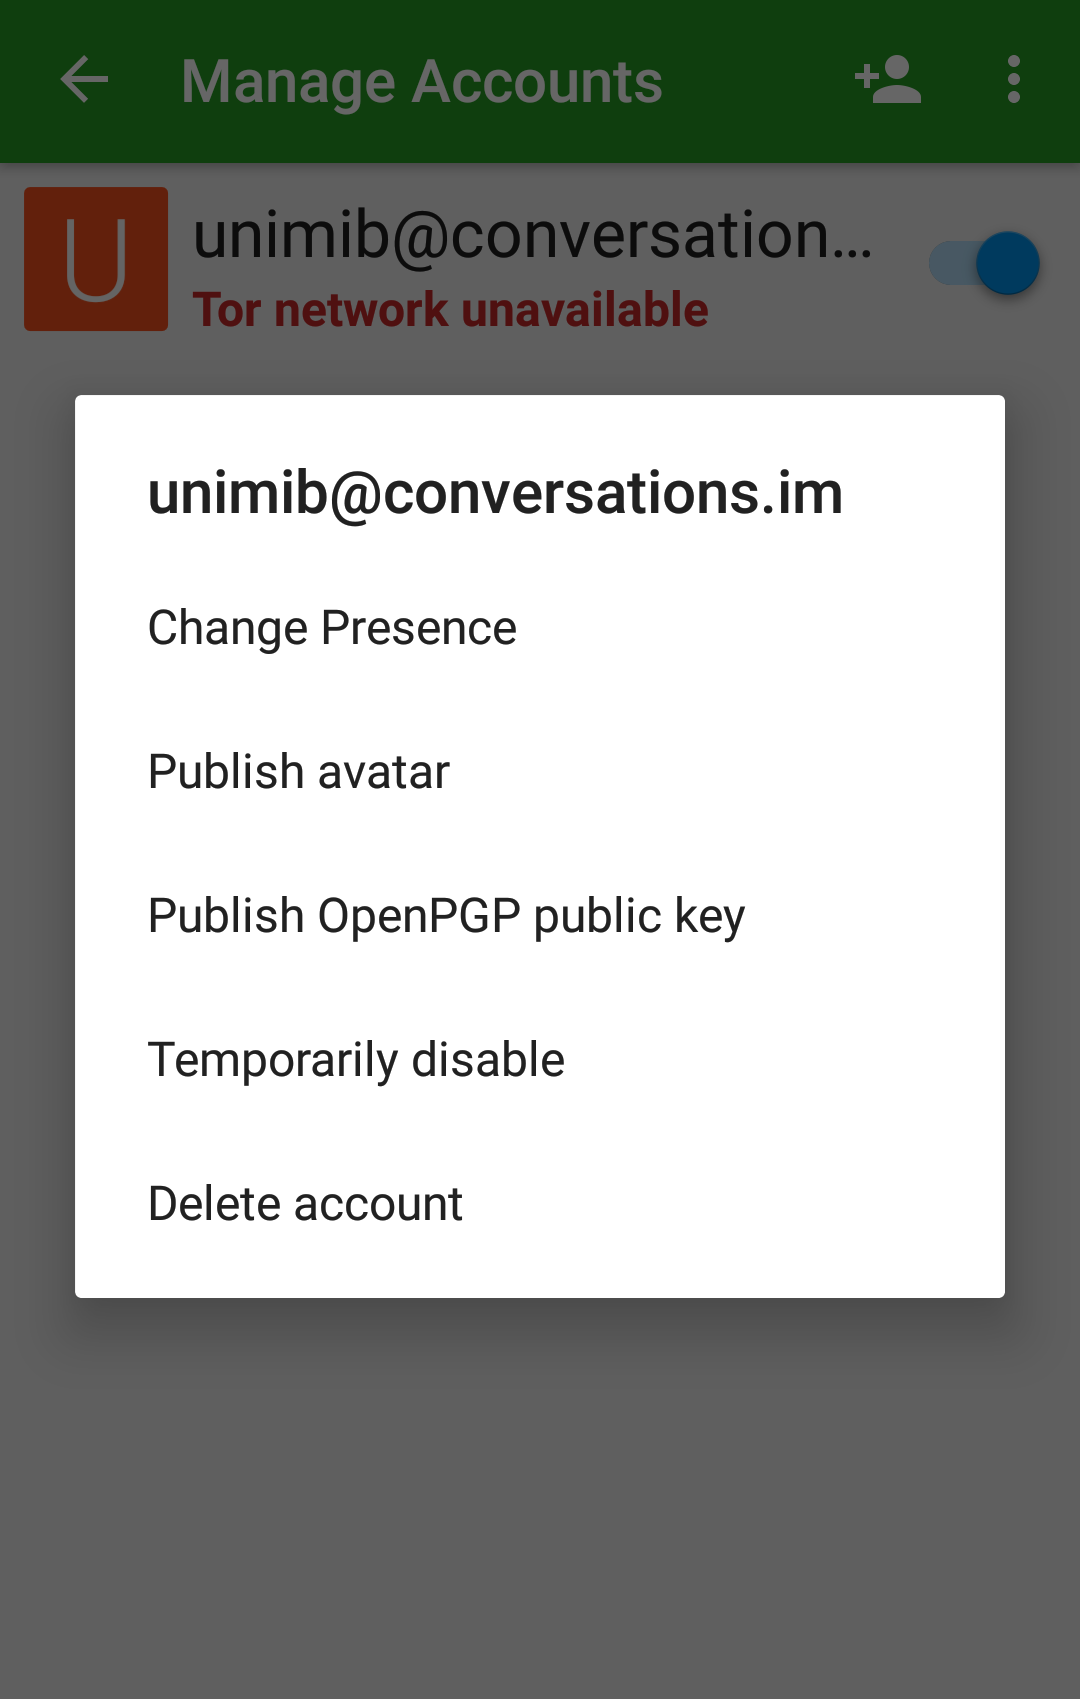 Manage Accounts
U
unimib@conversation...
Tor network unavailable
unimib@conversations.im
Change Presence
Publish avatar
Publish OpenPGP public key
Temporarily disable
Delete account